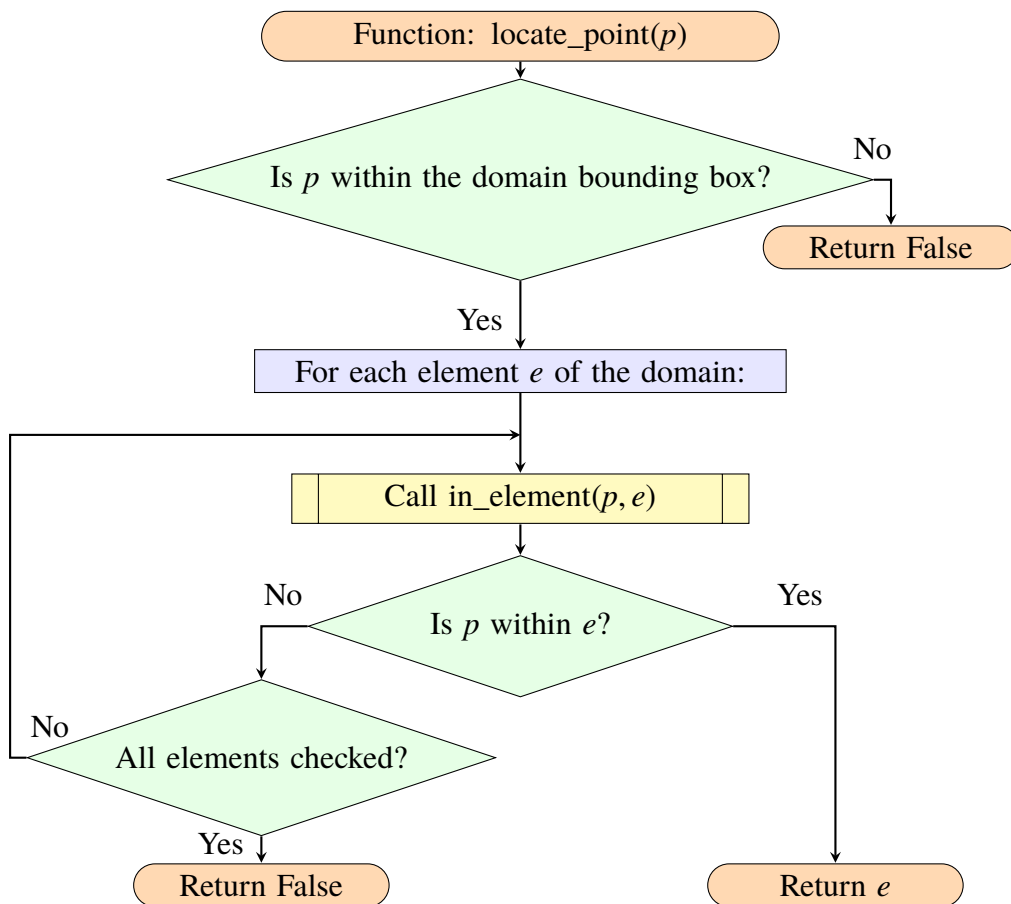 Function: locate_point(p)
Is p within the domain bounding box?
No
Return False
Yes
For each element e of the domain:
Call in_element(p, e)
No
Yes
Is p within e?
No
All elements checked?
Yes
Return False
Return e